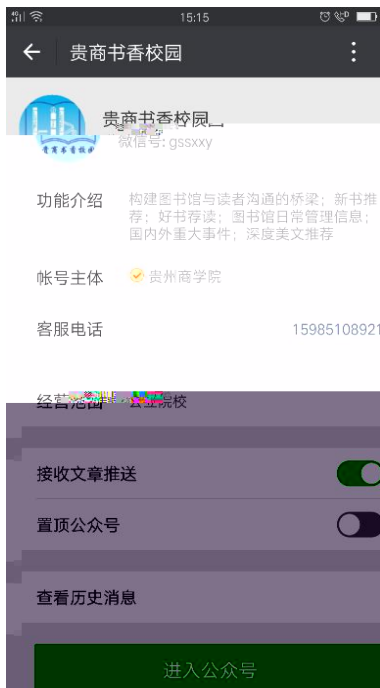 15:15
贵商书香校园
贵商书香校园
微信号: gssxxy
功能介绍 构建图书馆与读者沟通的桥梁；新书推
荐；好书荐读；图书馆日常管理信息；
国内外重大事件；深度美文推荐
帐号主体 贵州商学院
客服电话 15985108921
经营范围 公立院校
接收文章推送
置顶公众号
查看历史消息
进入公众号